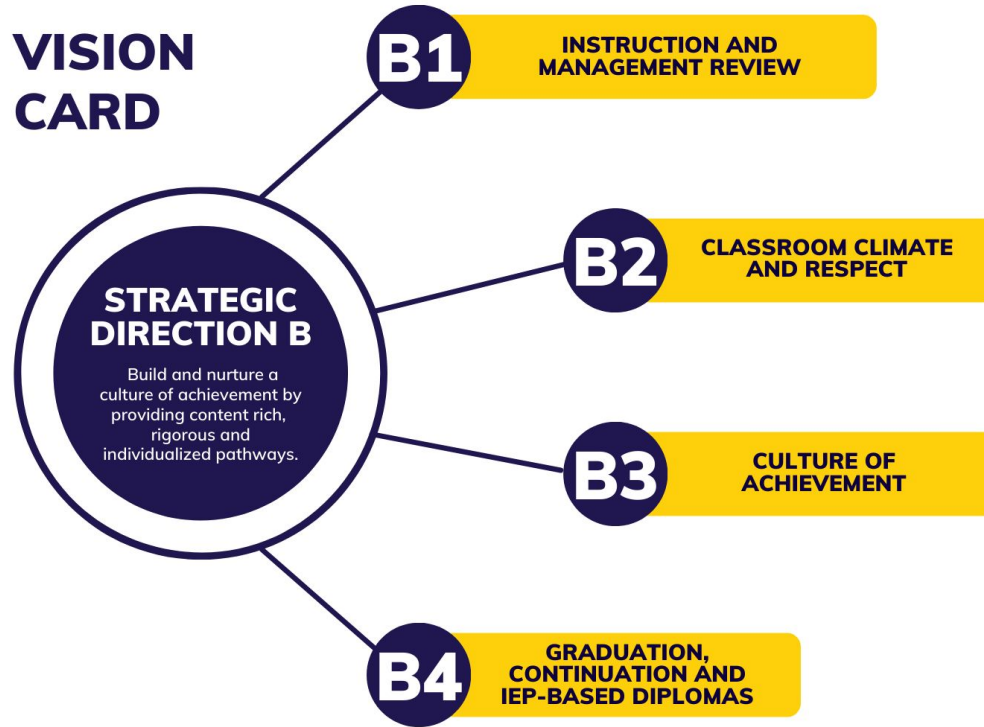 VISION
CARD
B1
INSTRUCTION AND
MANAGEMENT REVIEW
B2
CLASSROOM CLIMATE
AND RESPECT
STRATEGIC
DIRECTION B
Build and nurture a
culture of achievement by
providing content rich,
rigorous and
individualized pathways.
B3
CULTURE OF
ACHIEVEMENT
B4
GRADUATION,
CONTINUATION AND
IEP-BASED DIPLOMAS